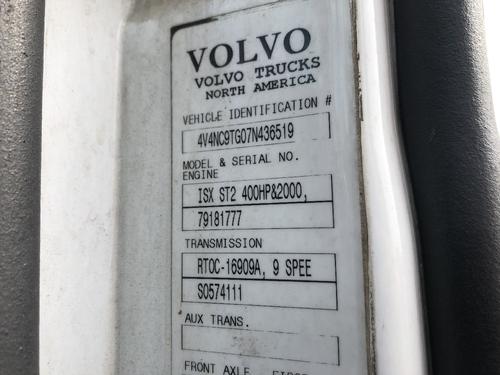 VOLVO
VOLVO TRUCKS
NORTH AMERICA
VEHICLE IDENTIFICATION #
4V4NC9TG07N436519
MODEL & SERIAL NO.
ENGINE
ISX ST2 400HP&2000,
79181777
TRANSMISSION
RTOC-16909A, 9 SPEE
S0574111
AUX TRANS.
FRONT AXLE